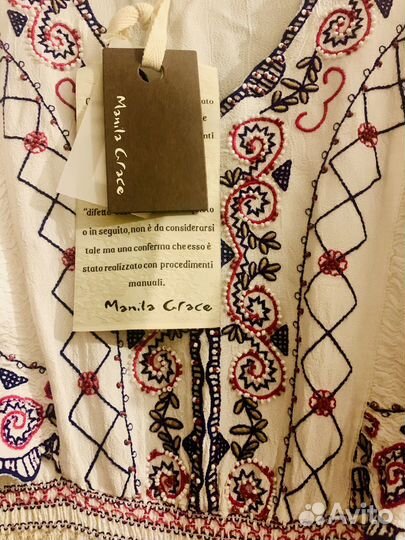 Manila Grace
"difetto
o in seguito, non è da considerarsi
tale ma una conferma che esso è
stato realizzato con procedimenti
manuali.
Manila Grace
Avito